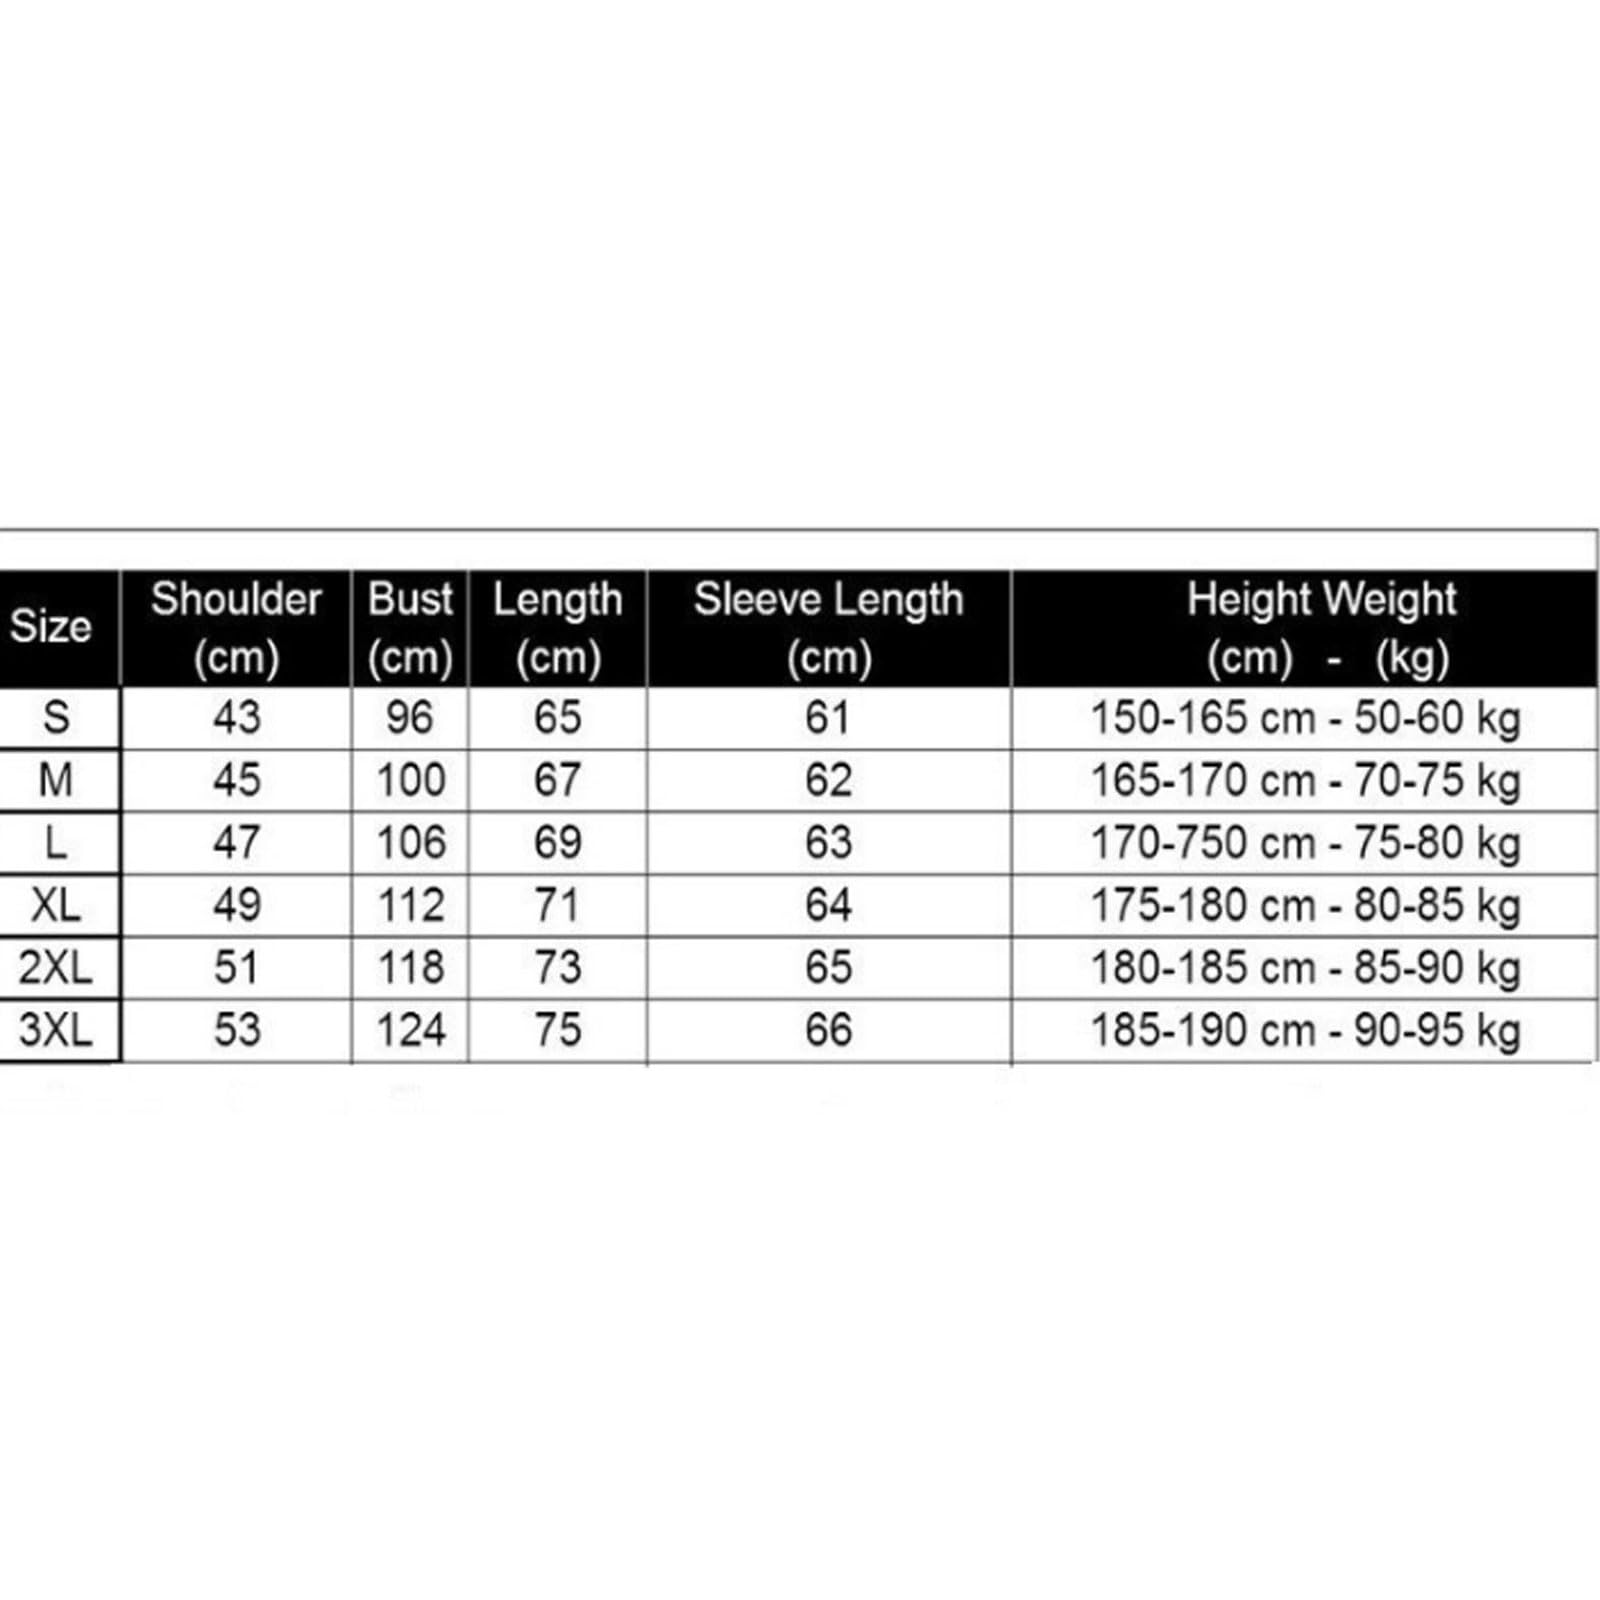 Size Shoulder (cm) Bust (cm) Length (cm) Sleeve Length (cm) Height Weight (cm) - (kg)
S 43 96 65 61 150-165 cm - 50-60 kg
M 45 100 67 62 165-170 cm - 70-75 kg
L 47 106 69 63 170-750 cm - 75-80 kg
XL 49 112 71 64 175-180 cm - 80-85 kg
2XL 51 118 73 65 180-185 cm - 85-90 kg
3XL 53 124 75 66 185-190 cm - 90-95 kg